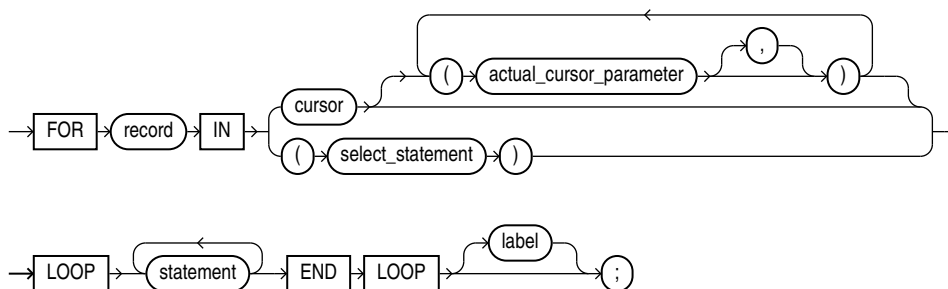 ,
( actual_cursor_parameter )
cursor
FOR record IN
( select_statement )
label
LOOP statement END LOOP ;